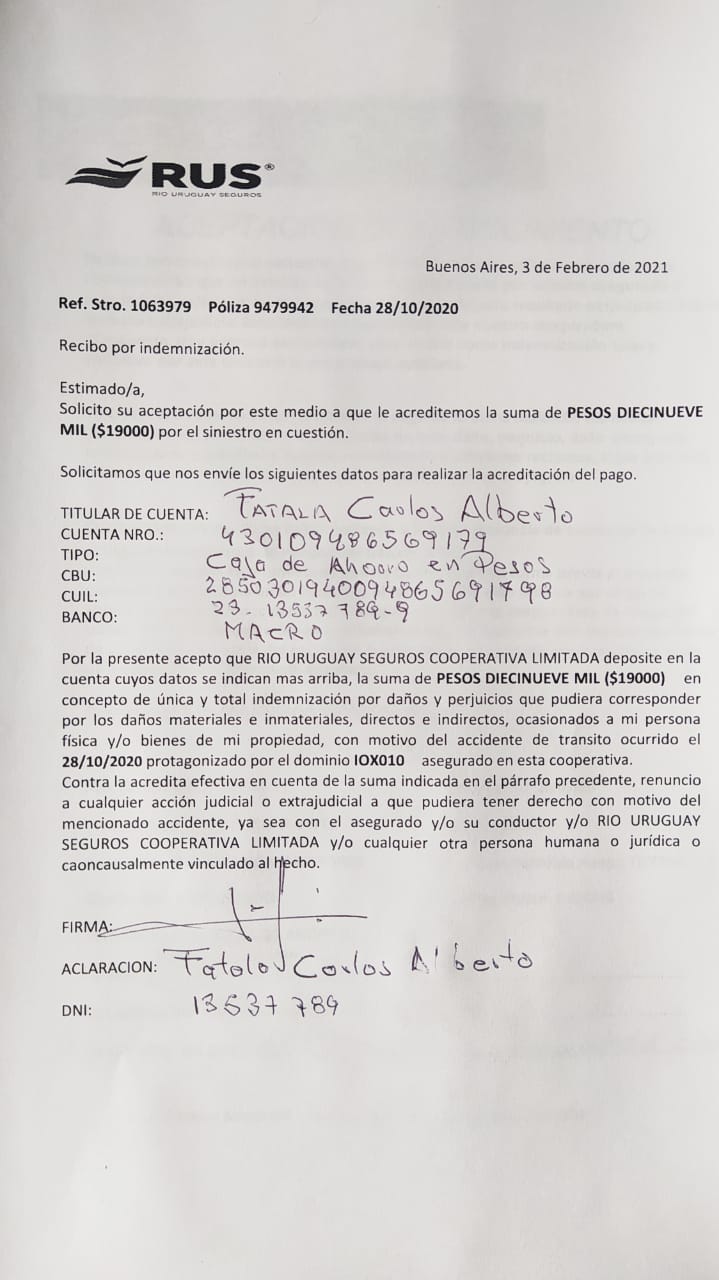 RUS®
RIO URUGUAY SEGUROS
Buenos Aires, 3 de Febrero de 2021
Ref. Stro. 1063979 Póliza 9479942 Fecha 28/10/2020
Recibo por indemnización.
Estimado/a,
Solicito su aceptación por este medio a que le acreditemos la suma de PESOS DIECINUEVE
MIL ($19000) por el siniestro en cuestión.
Solicitamos que nos envíe los siguientes datos para realizar la acreditación del pago.
TITULAR DE CUENTA: FATALA Carlos Alberto
CUENTA NRO.: 430109486569179
TIPO: Caja de Ahorro en Pesos
CBU: 2850301940094865691798
CUIL: 23-13537789-9
BANCO: MACRO
Por la presente acepto que RIO URUGUAY SEGUROS COOPERATIVA LIMITADA deposite en la
cuenta cuyos datos se indican mas arriba, la suma de PESOS DIECINUEVE MIL ($19000) en
concepto de única y total indemnización por daños y perjuicios que pudiera corresponder
por los daños materiales e inmateriales, directos e indirectos, ocasionados a mi persona
física y/o bienes de mi propiedad, con motivo del accidente de transito ocurrido el
28/10/2020 protagonizado por el dominio IOX010 asegurado en esta cooperativa.
Contra la acredita efectiva en cuenta de la suma indicada en el párrafo precedente, renuncio
a cualquier acción judicial o extrajudicial a que pudiera tener derecho con motivo del
mencionado accidente, ya sea con el asegurado y/o su conductor y/o RIO URUGUAY
SEGUROS COOPERATIVA LIMITADA y/o cualquier otra persona humana o jurídica o
caoncausalmente vinculado al hecho.
FIRMA:
ACLARACION: Fatala Carlos Alberto
DNI: 13537789